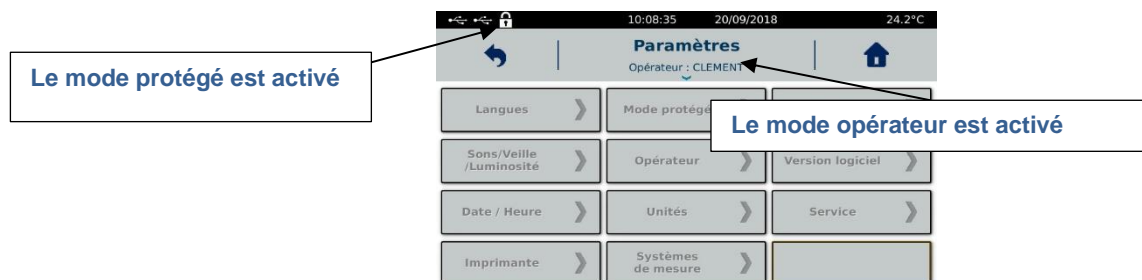 10:08:35 20/09/2018 24.2°C
Paramètres
Opérateur : CLEMENT
Le mode protégé est activé
Langues Mode protégé
Le mode opérateur est activé
Sons/Veille
/Luminosité
Opérateur Version logiciel
Date / Heure Unités Service
Imprimante Systèmes
de mesure